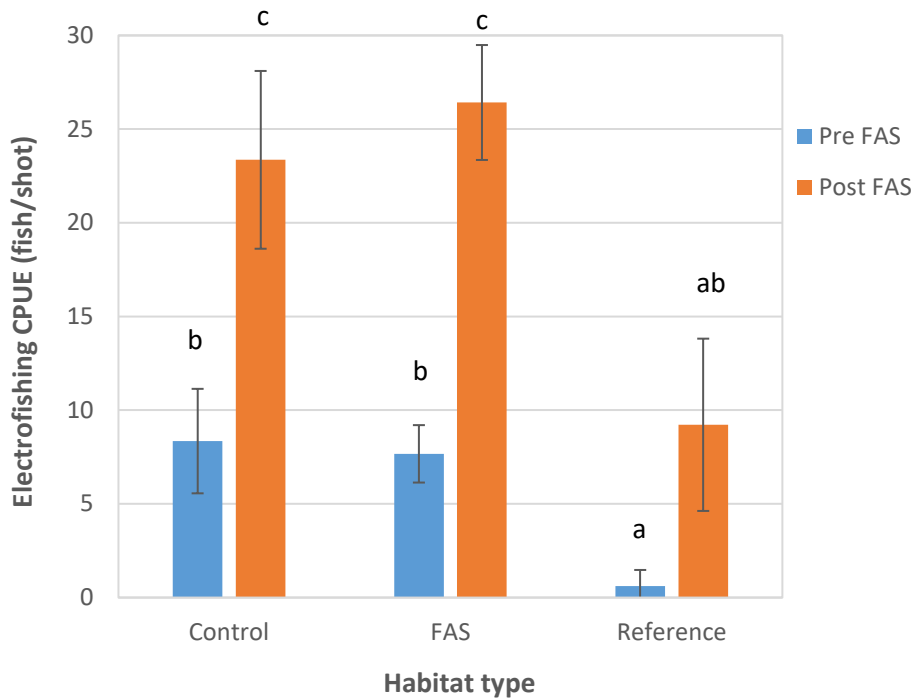 Electrofishing CPUE (fish/shot)
30
25
20
15
10
5
0
c
c
b
b
ab
a
Pre FAS
Post FAS
Control
FAS
Reference
Habitat type